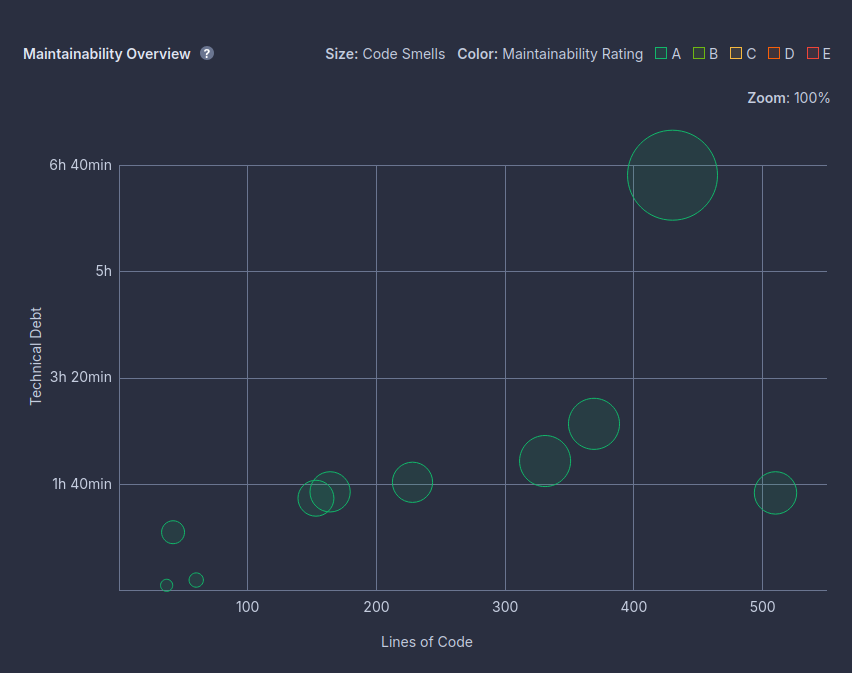 Maintainability Overview ? Size: Code Smells Color: Maintainability Rating A B C D E
Zoom: 100%
6h 40min
5h
3h 20min
1h 40min
Technical Debt
100 200 300 400 500
Lines of Code